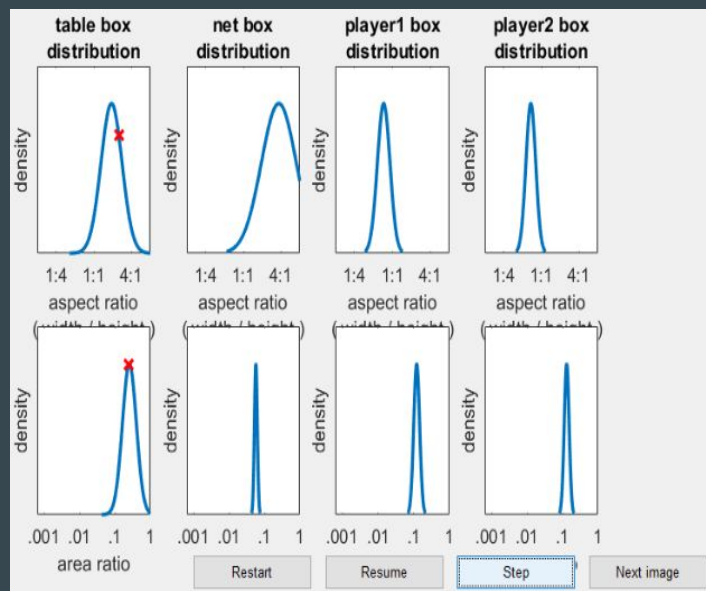 table box
distribution
net box
distribution
player1 box
distribution
player2 box
distribution
density
density
density
density
1:4 1:1 4:1
1:4 1:1 4:1
1:4 1:1 4:1
1:4 1:1 4:1
aspect ratio
aspect ratio
aspect ratio
aspect ratio
density
density
density
density
.001 .01 .1 1
.001 .01 .1 1
.001 .01 .1 1
.001 .01 .1 1
area ratio
Restart
Resume
Step
Next image